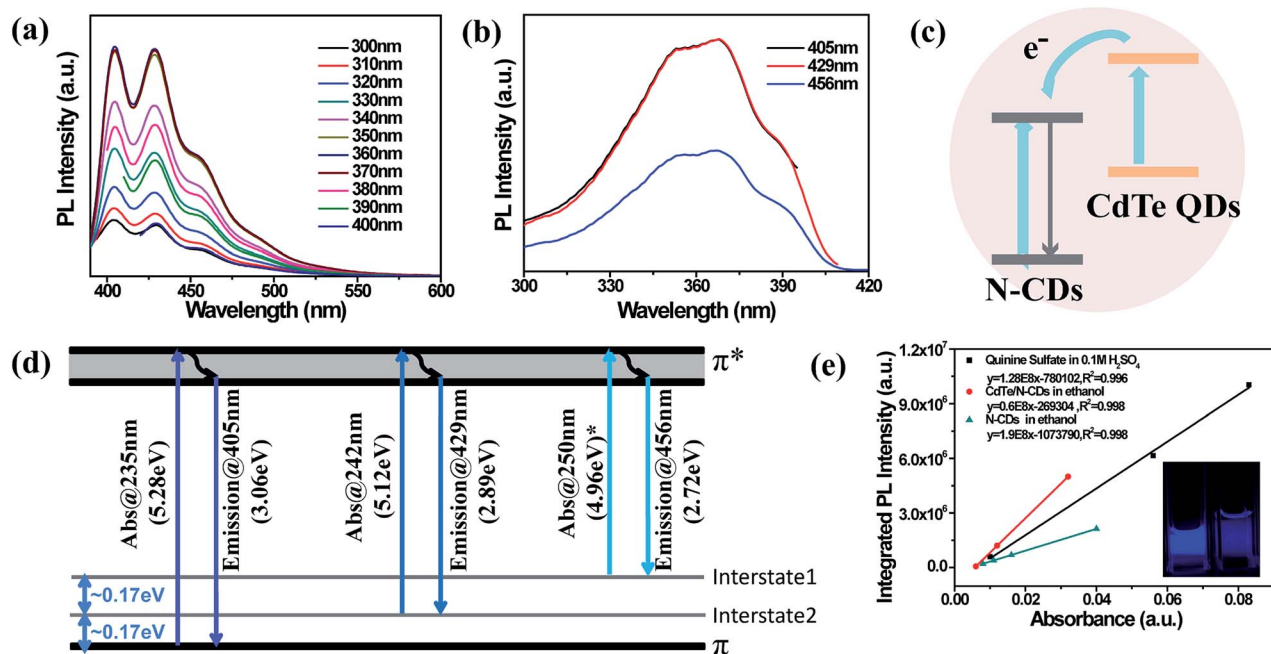 (a)
PL Intensity (a.u.)
300nm
310nm
320nm
330nm
340nm
350nm
360nm
370nm
380nm
390nm
400nm
400 450 500 550 600
Wavelength (nm)
(b)
PL Intensity (a.u.)
405nm
429nm
456nm
300 330 360 390 420
Wavelength (nm)
(c)
e⁻
CdTe QDs
N-CDs
(d)
π*
Abs@235nm
(5.28eV)
Emission@405nm
(3.06eV)
Abs@242nm
(5.12eV)
Emission@429nm
(2.89eV)
Abs@250nm
(4.96eV)*
Emission@456nm
(2.72eV)
~0.17eV
~0.17eV
Interstate1
Interstate2
π
(e)
Integrated PL Intensity (a.u.)
1.2x10⁷
9.0x10⁶
6.0x10⁶
3.0x10⁶
0.0
Quinine Sulfate in 0.1M H₂SO₄
y=1.28E8x-780102,R²=0.996
CdTe/N-CDs in ethanol
y=0.6E8x-269304 ,R²=0.998
N-CDs in ethanol
y=1.9E8x-1073790,R²=0.998
0.00 0.02 0.04 0.06 0.08
Absorbance (a.u.)